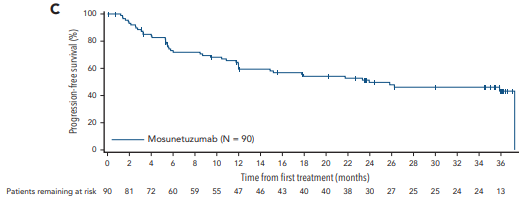 C
Progression-free survival (%)
100
80
60
40
20
0
Mosunetuzumab (N = 90)
0 2 4 6 8 10 12 14 16 18 20 22 24 26 28 30 32 34 36
Time from first treatment (months)
Patients remaining at risk 90 81 72 60 59 55 47 46 43 40 40 38 30 27 25 25 24 24 13